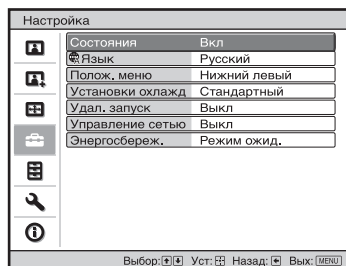 Настройка
Состояния Вкл
Язык Русский
Полож. меню Нижний левый
Установки охлажд Стандартный
Удал. запуск Выкл
Управление сетью Выкл
Энергосбереж. Режим ожид.
Выбор: Уст: Назад: Вых: MENU